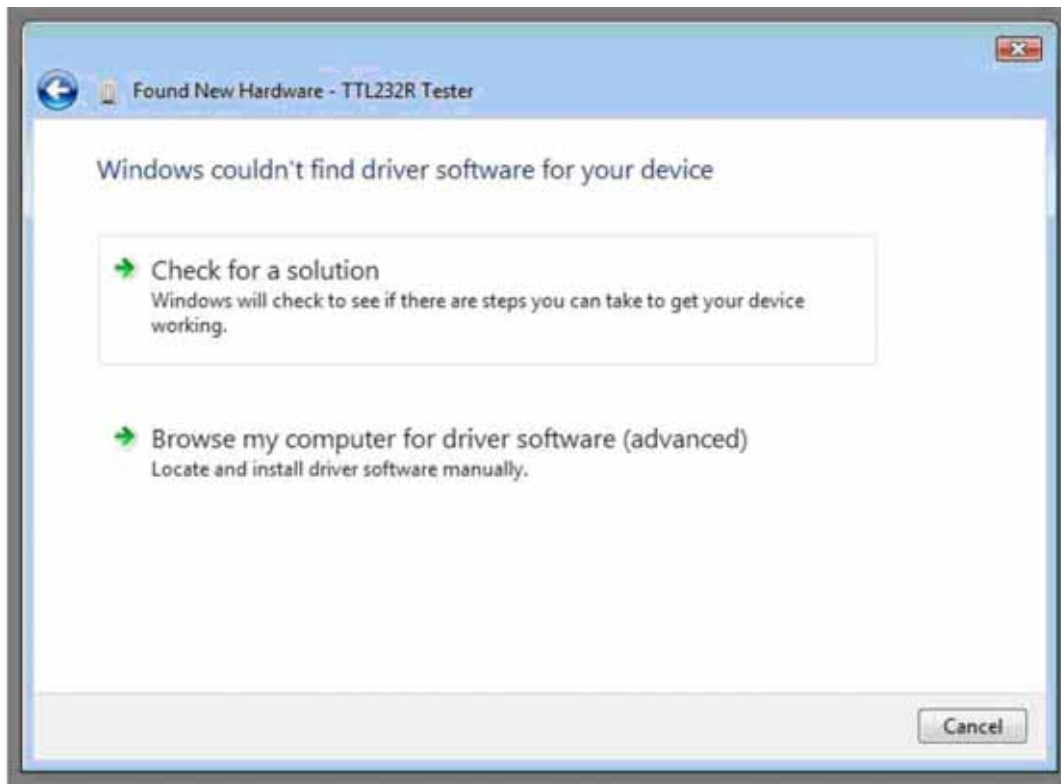 Found New Hardware - TTL232R Tester
Windows couldn't find driver software for your device
Check for a solution
Windows will check to see if there are steps you can take to get your device
working.
Browse my computer for driver software (advanced)
Locate and install driver software manually.
Cancel